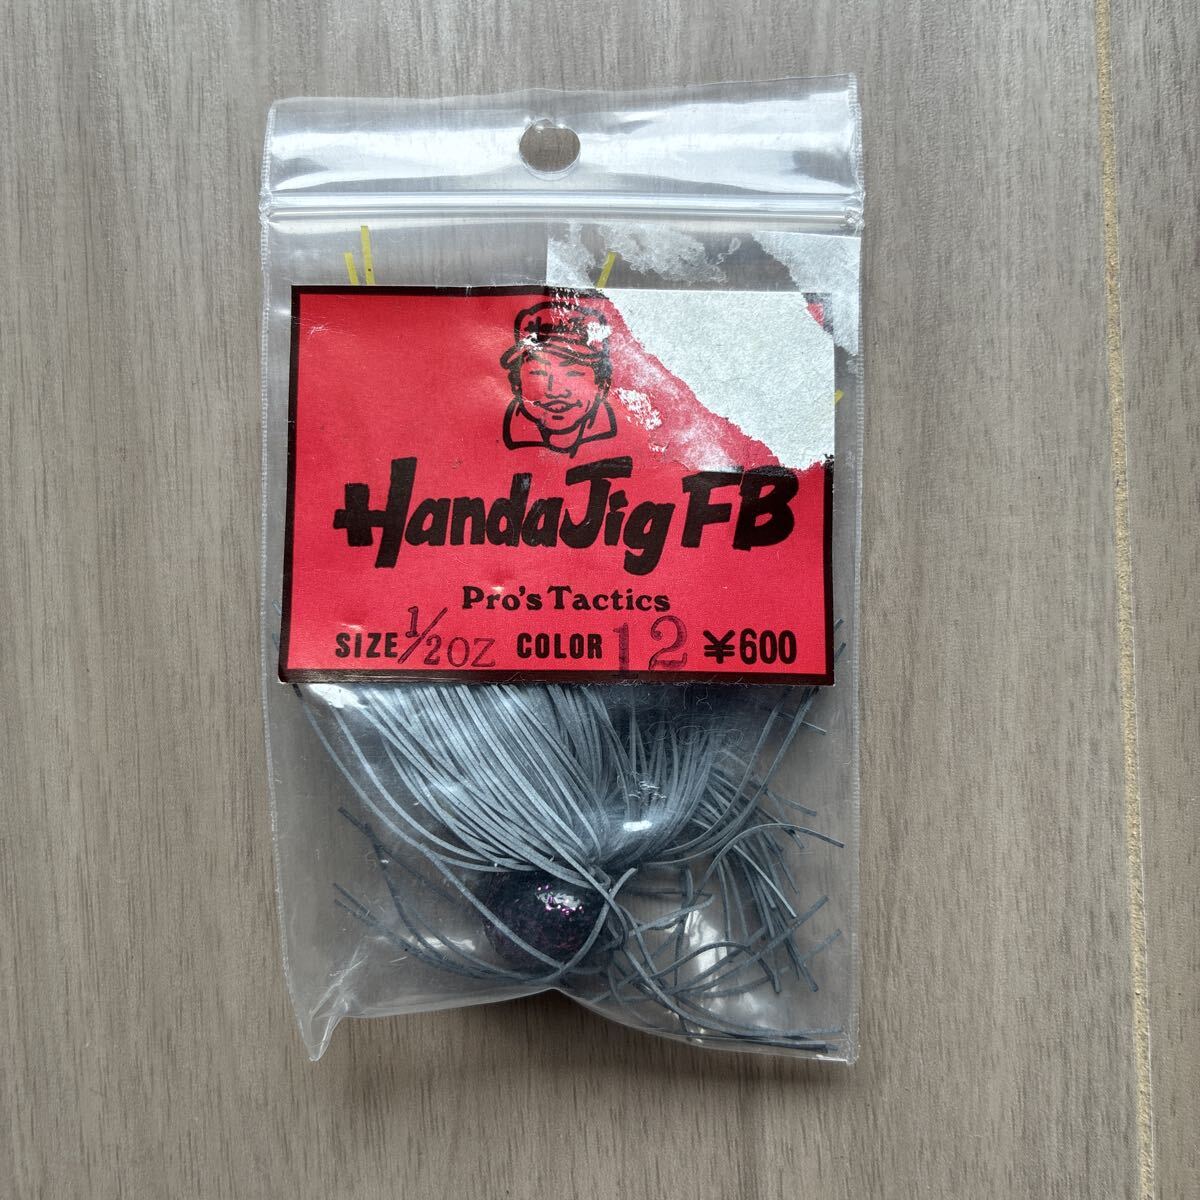 Handa Jig FB
Pro's Tactics
SIZE 1/2OZ COLOR 12 ¥600